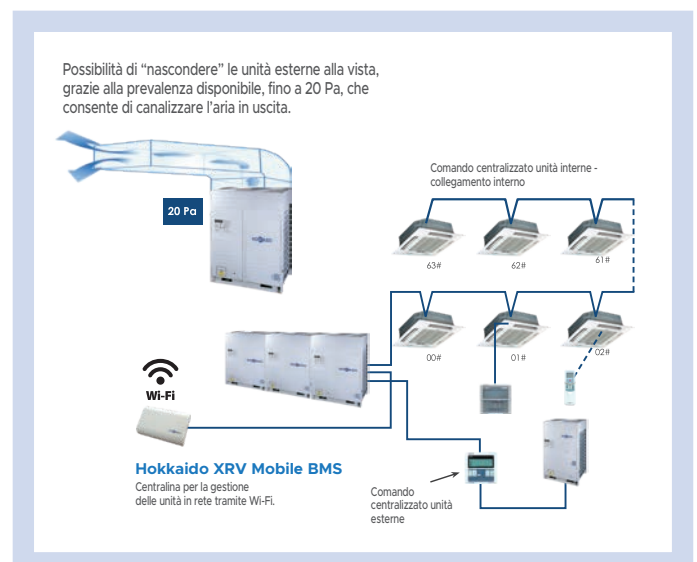 Possibilità di “nascondere” le unità esterne alla vista,
grazie alla prevalenza disponibile, fino a 20 Pa, che
consente di canalizzare l’aria in uscita.
20 Pa
Comando centralizzato unità interne -
collegamento interno
63#
62#
61#
00#
01#
02#
Wi-Fi
Hokkaido XRV Mobile BMS
Centralina per la gestione
delle unità in rete tramite Wi-Fi.
Comando
centralizzato unità
esterne